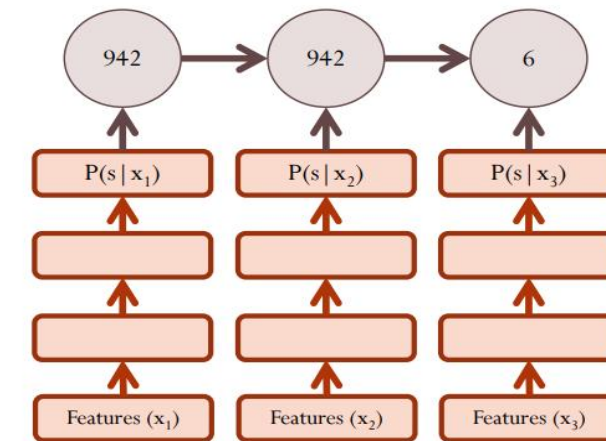 942 942 6
P(s|x₁) P(s|x₂) P(s|x₃)
Features (x₁) Features (x₂) Features (x₃)